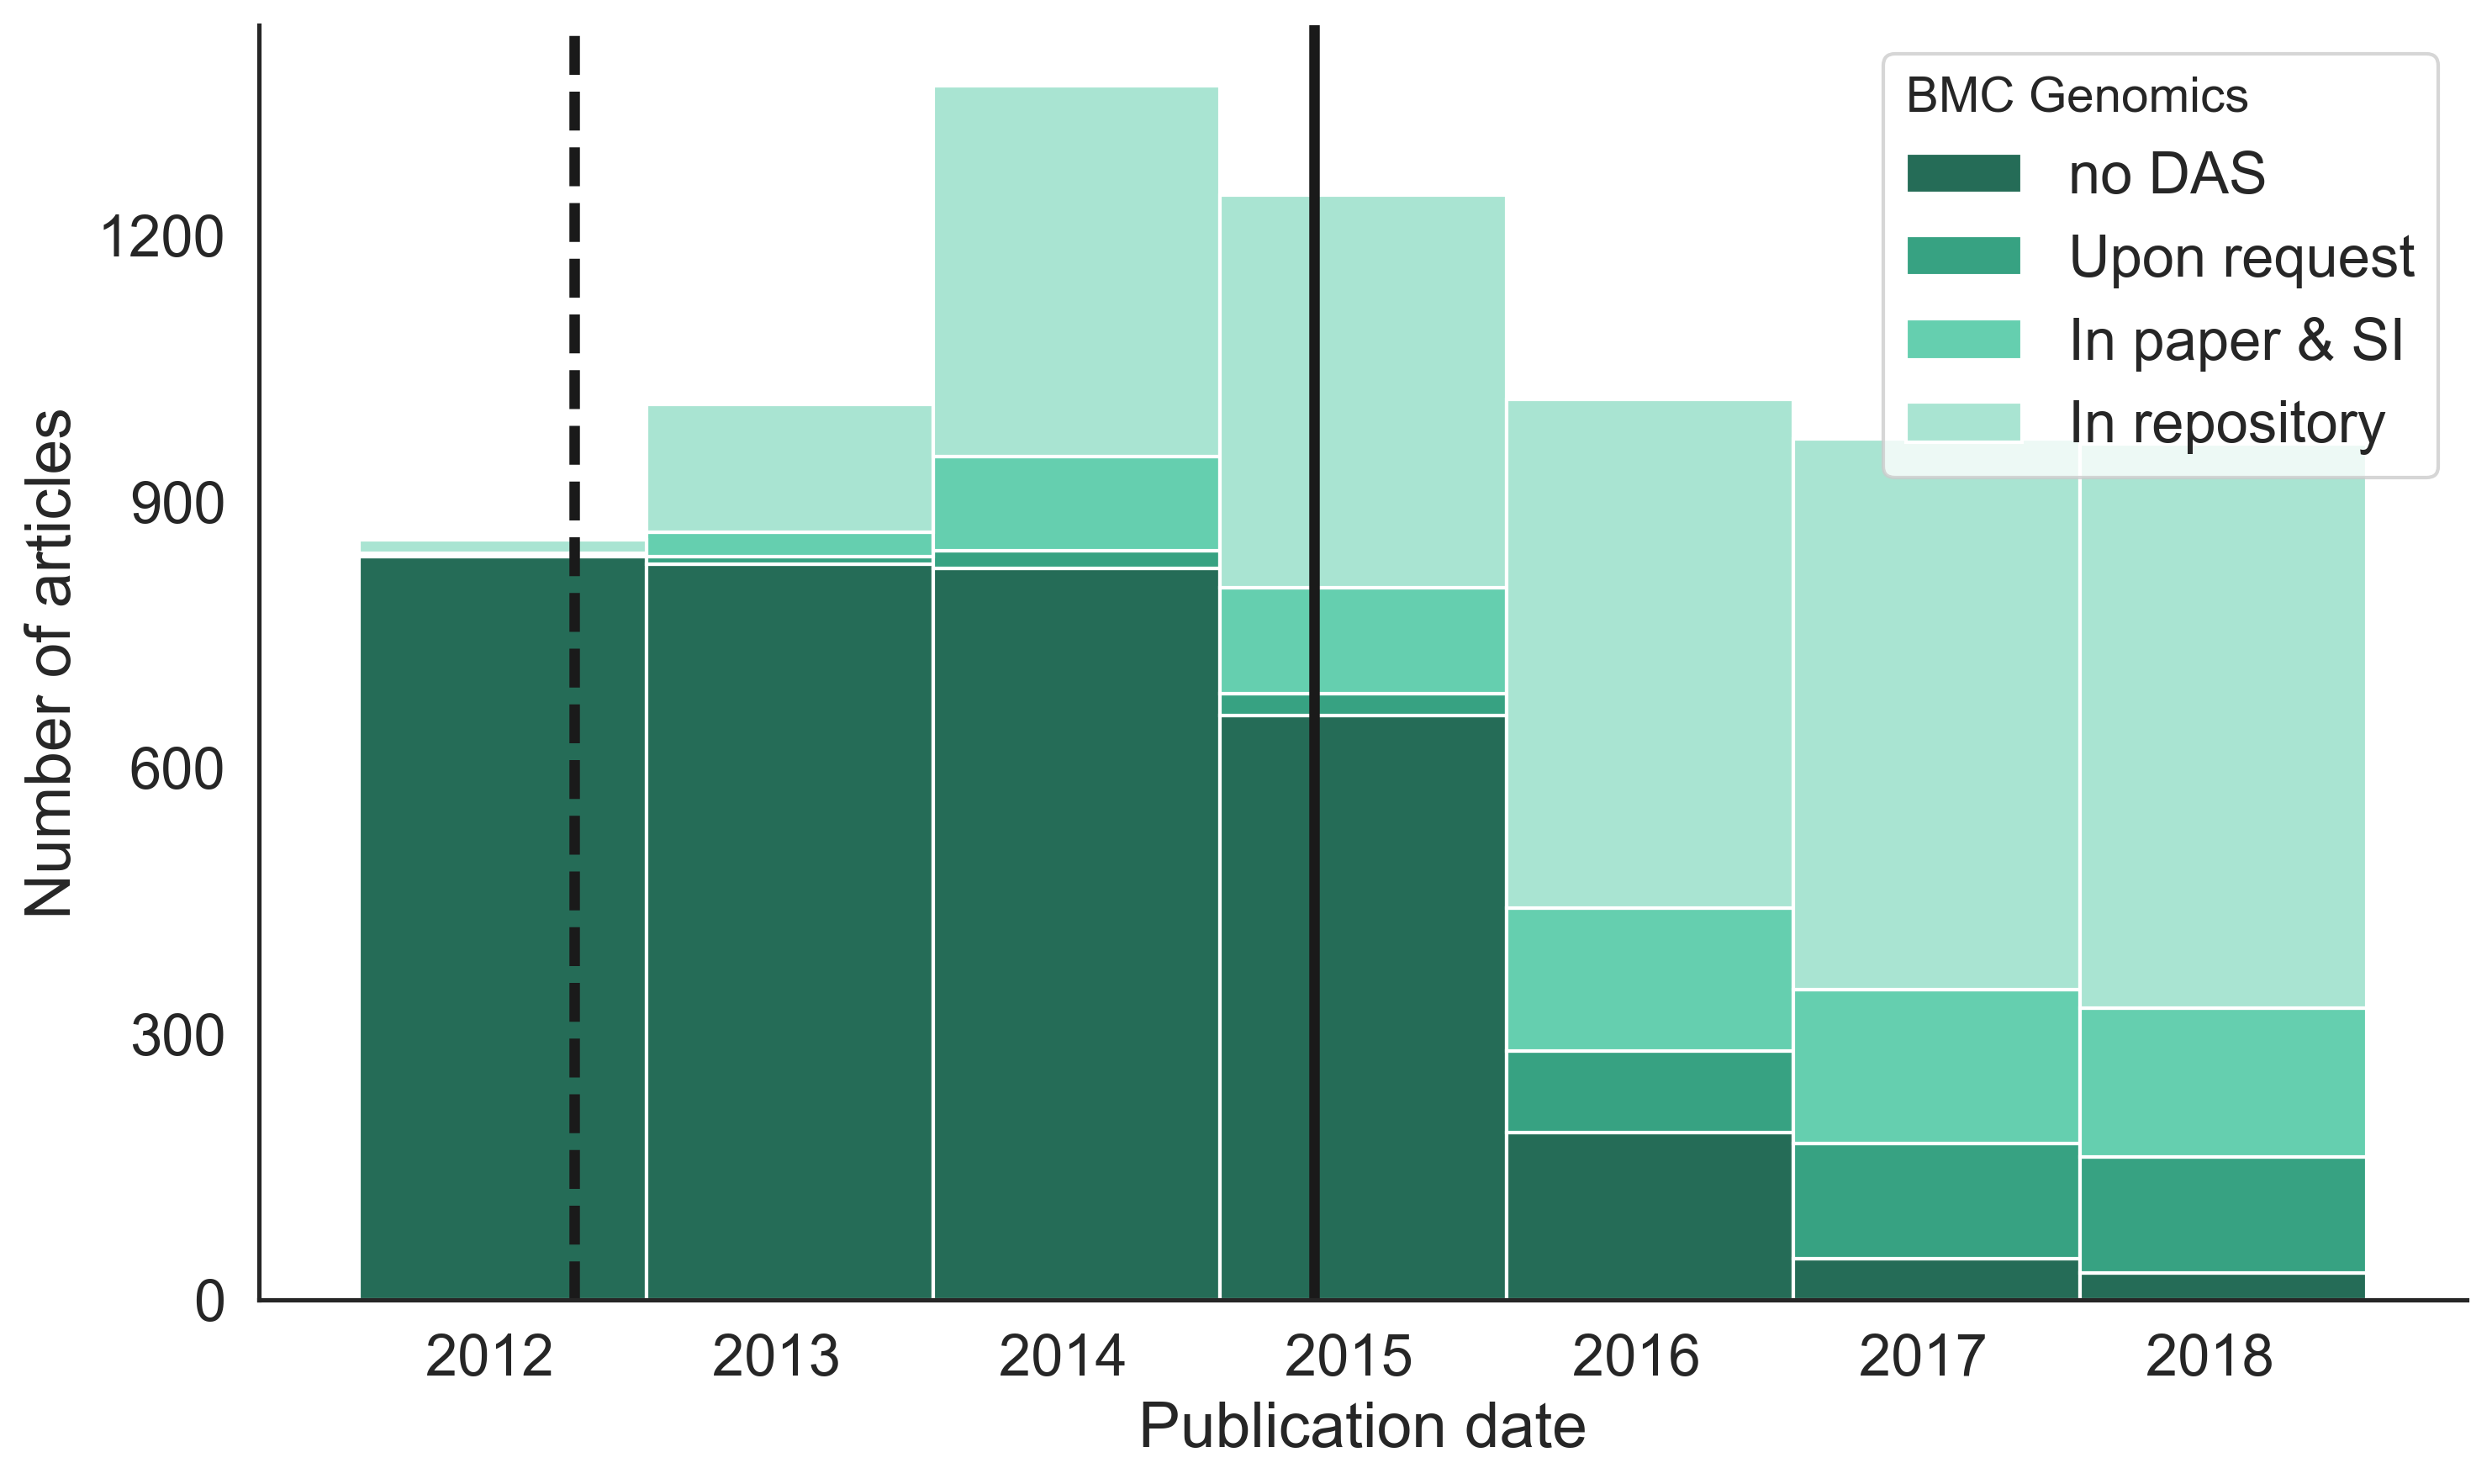 BMC Genomics
no DAS
Upon request
In paper & SI
In repository
Number of articles
1200
900
600
300
0
2012 2013 2014 2015 2016 2017 2018
Publication date